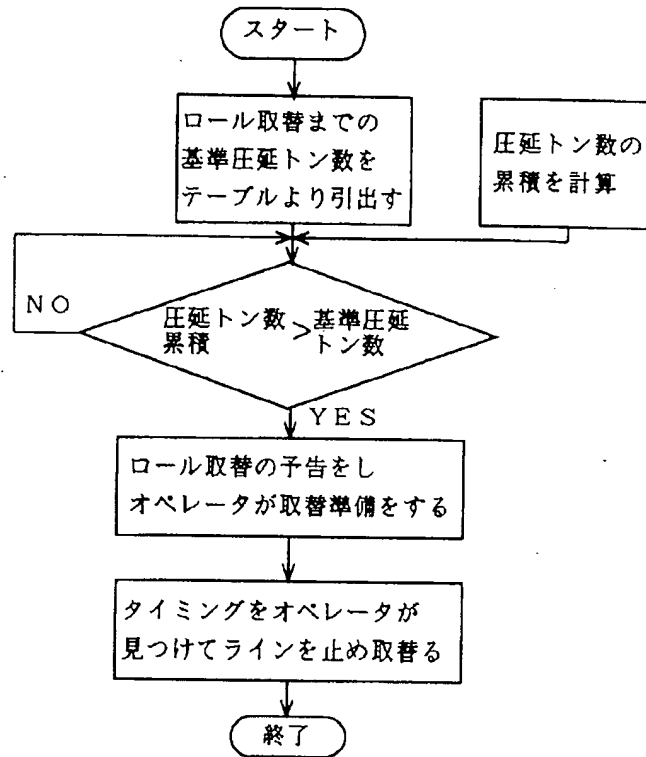 スタート
ロール取替までの
基準圧延トン数を
テーブルより引出す
圧延トン数の
累積を計算
NO
圧延トン数
累積
>
基準圧延
トン数
YES
ロール取替の予告をし
オペレータが取替準備をする
タイミングをオペレータが
見つけてラインを止め取替る
終了